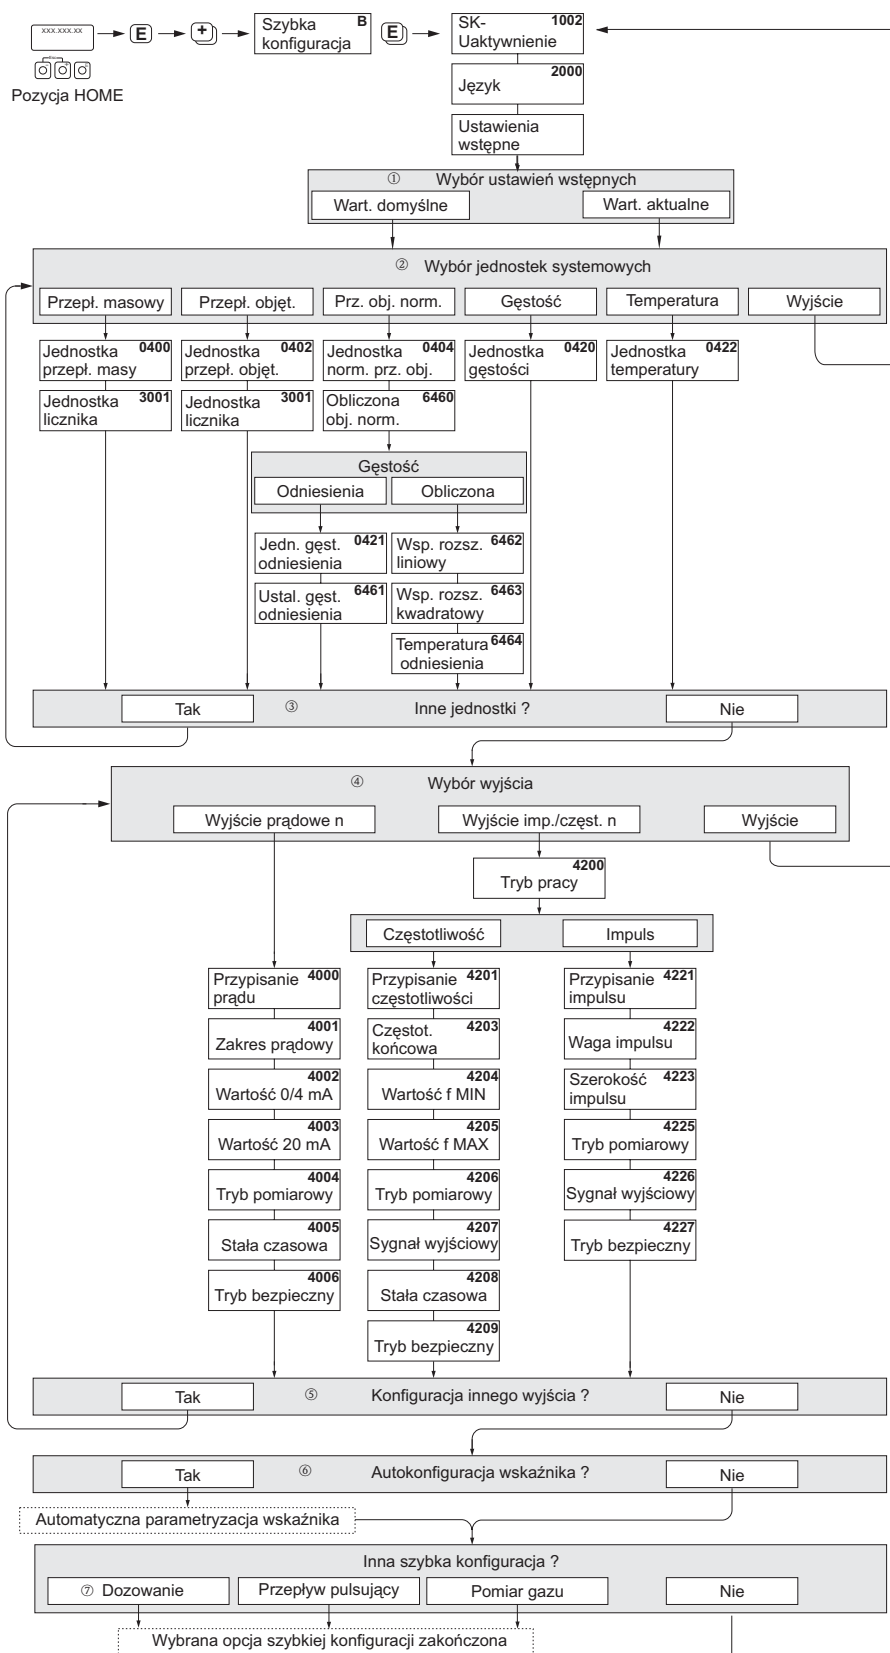 xxx.xxx.xx
E
+
Szybka B
konfiguracja
E
SK- 1002
Uaktywnienie
Pozycja HOME
Język 2000
Ustawienia
wstępne
① Wybór ustawień wstępnych
Wart. domyślne
Wart. aktualne
② Wybór jednostek systemowych
Przepł. masowy
Przepł. objęt.
Prz. obj. norm.
Gęstość
Temperatura
Wyjście
Jednostka 0400
przepł. masy
Jednostka 0402
przepł. objęt.
Jednostka 0404
norm. prz. obj.
Jednostka 0420
gęstości
Jednostka 0422
temperatury
Jednostka 3001
licznika
Jednostka 3001
licznika
Obliczona 6460
obj. norm.
Gęstość
Odniesienia
Obliczona
Jedn. gęst. 0421
odniesienia
Wsp. rozsz. 6462
liniowy
Ustal. gęst. 6461
odniesienia
Wsp. rozsz. 6463
kwadratowy
Temperatura 6464
odniesienia
Tak
③ Inne jednostki ?
Nie
④ Wybór wyjścia
Wyjście prądowe n
Wyjście imp./częst. n
Wyjście
4200
Tryb pracy
Częstotliwość
Impuls
Przypisanie 4000
prądu
Przypisanie 4201
częstotliwości
Przypisanie 4221
impulsu
4001
Zakres prądowy
Częstot. 4203
końcowa
4222
Waga impulsu
4002
Wartość 0/4 mA
4204
Wartość f MIN
Szerokość 4223
impulsu
4003
Wartość 20 mA
4205
Wartość f MAX
4225
Tryb pomiarowy
4004
Tryb pomiarowy
4206
Tryb pomiarowy
4226
Sygnał wyjściowy
4005
Stała czasowa
4207
Sygnał wyjściowy
4227
Tryb bezpieczny
4006
Tryb bezpieczny
4208
Stała czasowa
4209
Tryb bezpieczny
Tak
⑤ Konfiguracja innego wyjścia ?
Nie
Tak
⑥ Autokonfiguracja wskaźnika ?
Nie
Automatyczna parametryzacja wskaźnika
Inna szybka konfiguracja ?
⑦ Dozowanie
Przepływ pulsujący
Pomiar gazu
Nie
Wybrana opcja szybkiej konfiguracji zakończona